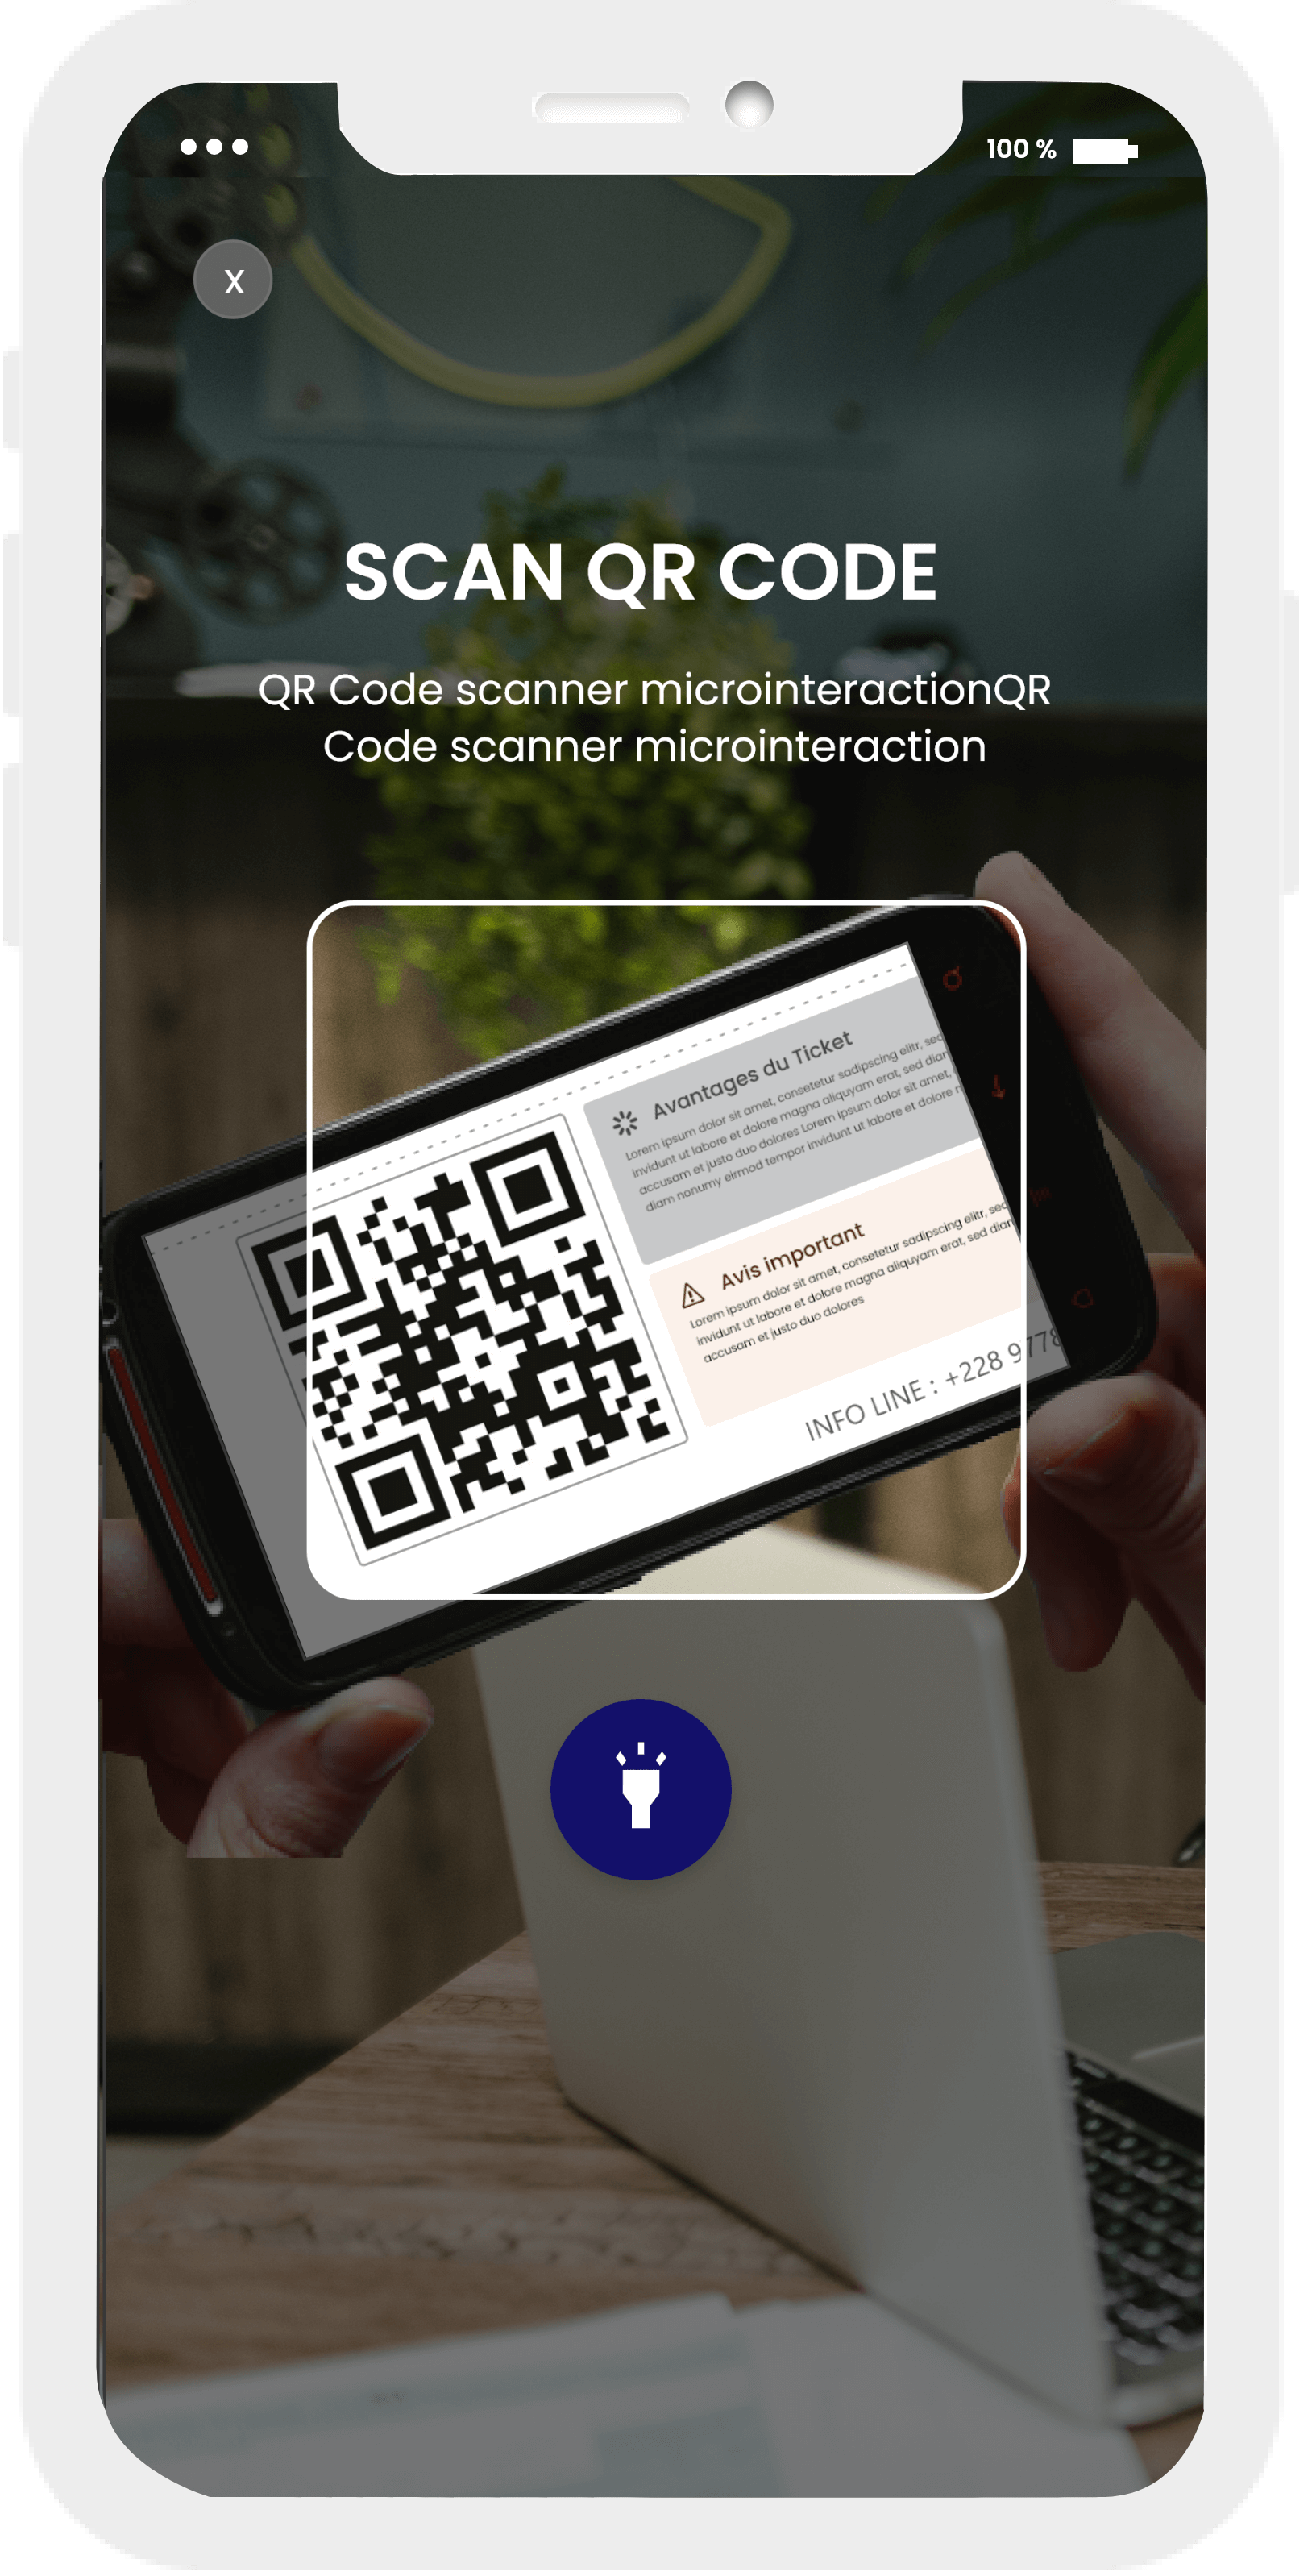 100 %
X
SCAN QR CODE
QR Code scanner microinteractionQR
Code scanner microinteraction
Avantages du Ticket
Lorem ipsum dolor sit amet, consetetur sadipscing elitr, sed
invidunt ut labore et dolore magna aliquyam erat, sed diam
accusam et justo duo dolores Lorem ipsum dolor sit amet,
diam nonumy eirmod tempor invidunt ut labore et dolore
Avis important
Lorem ipsum dolor sit amet, consetetur sadipscing elitr, sed
invidunt ut labore et dolore magna aliquyam erat, sed diam
accusam et justo duo dolores
INFO LINE : +228 9778